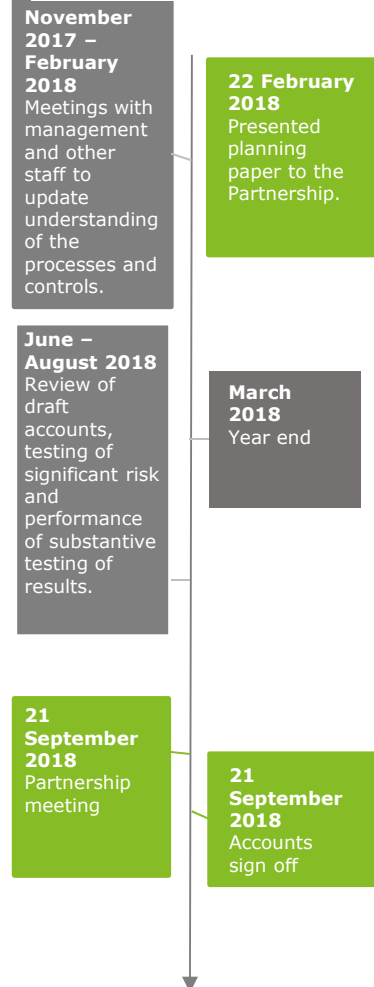 November
2017 –
February
2018
Meetings with
management
and other
staff to
update
understanding
of the
processes and
controls.
22 February
2018
Presented
planning
paper to the
Partnership.
June –
August 2018
Review of
draft
accounts,
testing of
significant risk
and
performance
of substantive
testing of
results.
March
2018
Year end
21
September
2018
Partnership
meeting
21
September
2018
Accounts
sign off